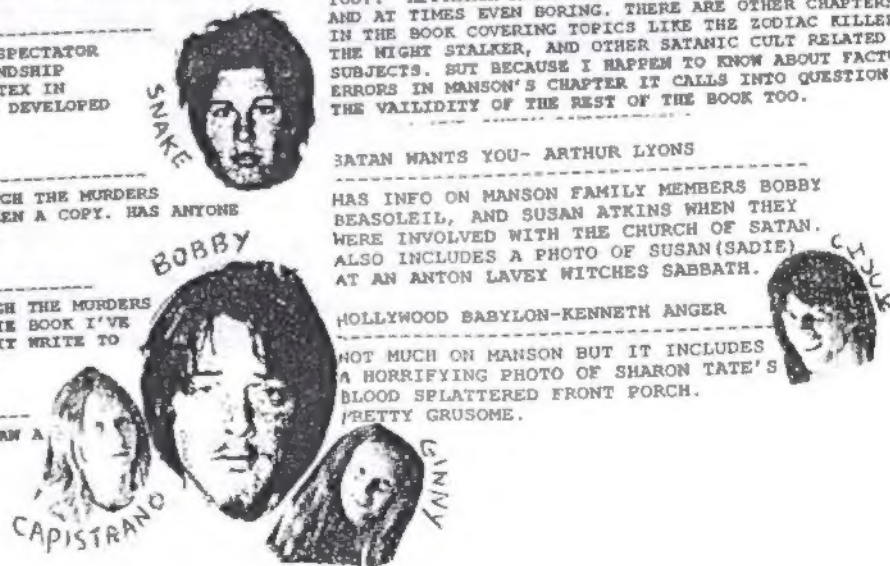 SPECTATOR
NDSHIP
TEX IN
DEVELOPED
GH THE MURDERS
EN A COPY. HAS ANYONE
GH THE MURDERS
IE BOOK I'VE
IT WRITE TO
AW A
SNAKE
BOBBY
CAPISTRANO
GINNY
AND AT TIMES EVEN BORING. THERE ARE OTHER CHAPTERS
IN THE BOOK COVERING TOPICS LIKE THE ZODIAC KILLER
THE NIGHT STALKER, AND OTHER SATANIC CULT RELATED
SUBJECTS. BUT BECAUSE I HAPPEN TO KNOW ABOUT FACTU
ERRORS IN MANSON'S CHAPTER IT CALLS INTO QUESTION
THE VAILIDITY OF THE REST OF THE BOOK TOO.
SATAN WANTS YOU- ARTHUR LYONS
HAS INFO ON MANSON FAMILY MEMBERS BOBBY
BEASOLEIL, AND SUSAN ATKINS WHEN THEY
WERE INVOLVED WITH THE CHURCH OF SATAN.
ALSO INCLUDES A PHOTO OF SUSAN(SADIE)
AT AN ANTON LAVEY WITCHES SABBATH.
HOLLYWOOD BABYLON-KENNETH ANGER
NOT MUCH ON MANSON BUT IT INCLUDES
A HORRIFYING PHOTO OF SHARON TATE'S
BLOOD SPLATTERED FRONT PORCH.
PRETTY GRUSOME.